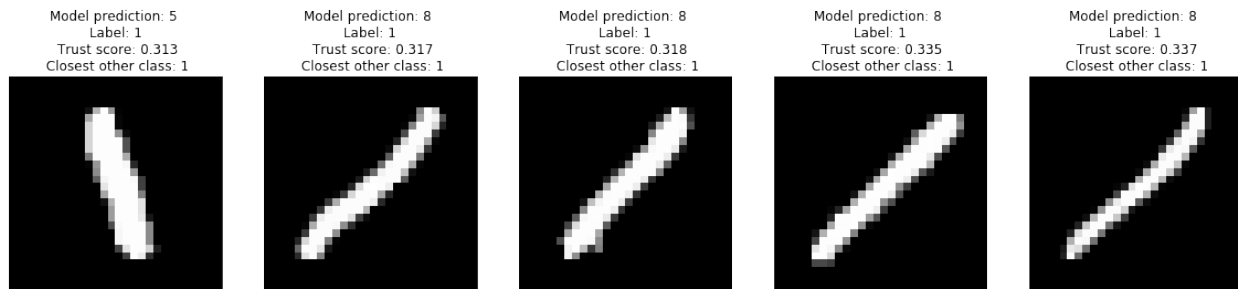 Model prediction: 5
Label: 1
Trust score: 0.313
Closest other class: 1
Model prediction: 8
Label: 1
Trust score: 0.317
Closest other class: 1
Model prediction: 8
Label: 1
Trust score: 0.318
Closest other class: 1
Model prediction: 8
Label: 1
Trust score: 0.335
Closest other class: 1
Model prediction: 8
Label: 1
Trust score: 0.337
Closest other class: 1